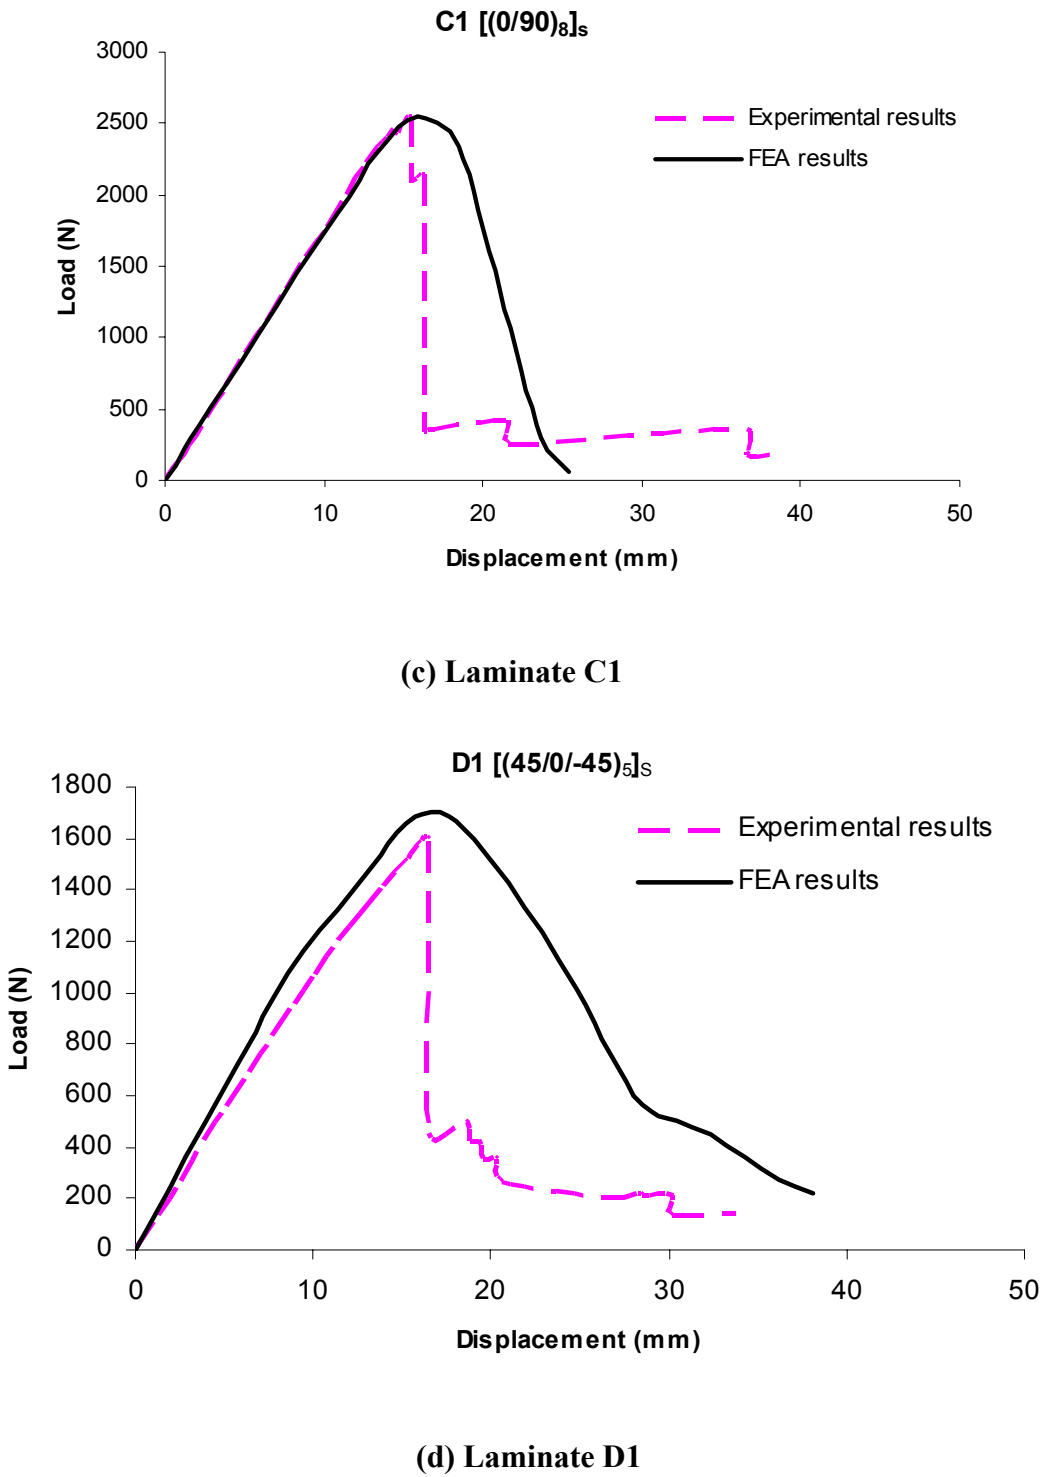 C1 [(0/90)₈]ₛ
3000
2500
2000
1500
1000
500
0
Load (N)
Experimental results
FEA results
0 10 20 30 40 50
Displacement (mm)
(c) Laminate C1
D1 [(45/0/-45)₅]S
1800
1600
1400
1200
1000
800
600
400
200
0
Load (N)
Experimental results
FEA results
0 10 20 30 40 50
Displacement (mm)
(d) Laminate D1